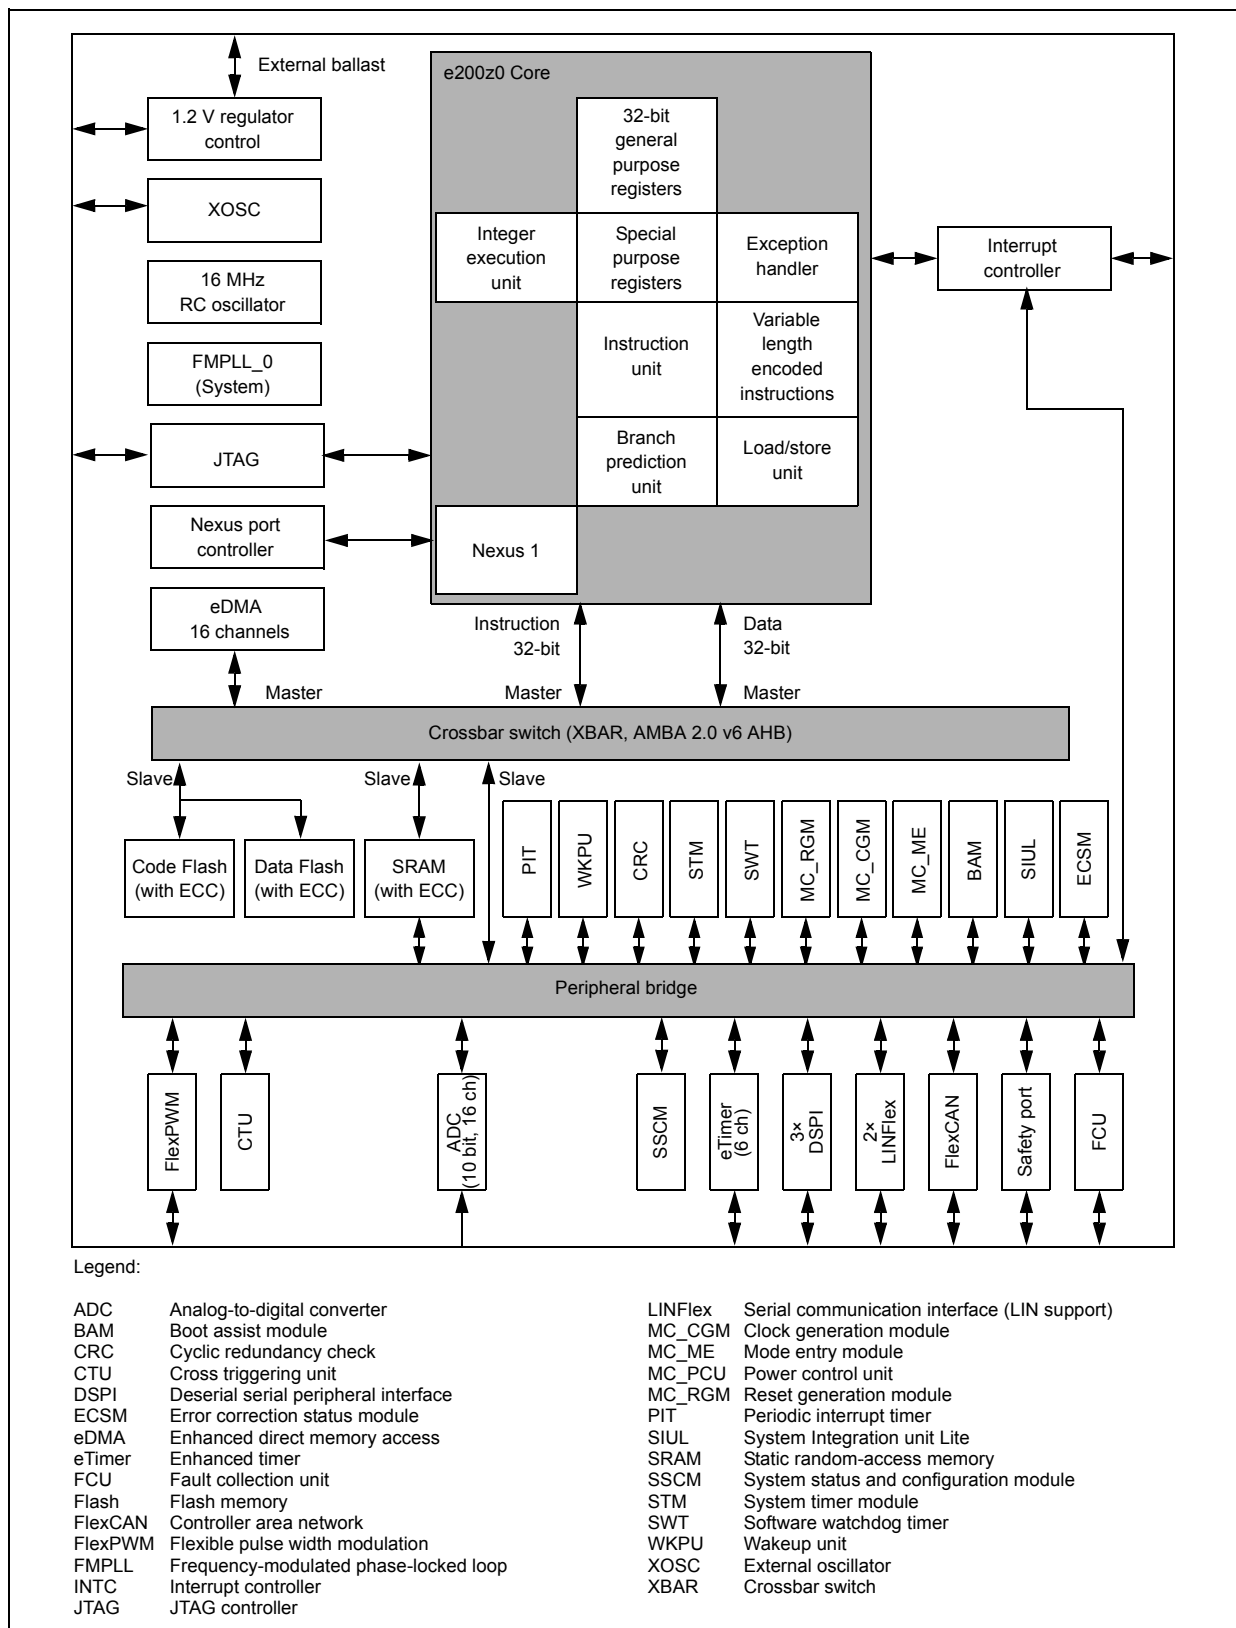 External ballast
1.2 V regulator
control
XOSC
16 MHz
RC oscillator
FMPLL_0
(System)
JTAG
Nexus port
controller
eDMA
16 channels
e200z0 Core
32-bit
general
purpose
registers
Integer
execution
unit
Special
purpose
registers
Exception
handler
Instruction
unit
Variable
length
encoded
instructions
Branch
prediction
unit
Load/store
unit
Nexus 1
Interrupt
controller
Instruction
32-bit
Data
32-bit
Master
Master
Master
Crossbar switch (XBAR, AMBA 2.0 v6 AHB)
Slave
Slave
Slave
Code Flash
(with ECC)
Data Flash
(with ECC)
SRAM
(with ECC)
PIT
WKPU
CRC
STM
SWT
MC_RGM
MC_CGM
MC_ME
BAM
SIUL
ECSM
Peripheral bridge
FlexPWM
CTU
ADC
(10 bit, 16 ch)
SSCM
eTimer
(6 ch)
3×
DSPI
2×
LINFlex
FlexCAN
Safety port
FCU
Legend:
ADC Analog-to-digital converter
BAM Boot assist module
CRC Cyclic redundancy check
CTU Cross triggering unit
DSPI Deserial serial peripheral interface
ECSM Error correction status module
eDMA Enhanced direct memory access
eTimer Enhanced timer
FCU Fault collection unit
Flash Flash memory
FlexCAN Controller area network
FlexPWM Flexible pulse width modulation
FMPLL Frequency-modulated phase-locked loop
INTC Interrupt controller
JTAG JTAG controller
LINFlex Serial communication interface (LIN support)
MC_CGM Clock generation module
MC_ME Mode entry module
MC_PCU Power control unit
MC_RGM Reset generation module
PIT Periodic interrupt timer
SIUL System Integration unit Lite
SRAM Static random-access memory
SSCM System status and configuration module
STM System timer module
SWT Software watchdog timer
WKPU Wakeup unit
XOSC External oscillator
XBAR Crossbar switch